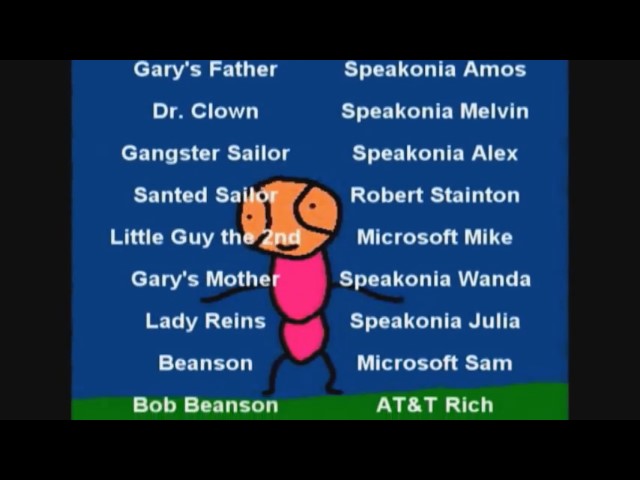 Gary's Father Speakonia Amos
Dr. Clown Speakonia Melvin
Gangster Sailor Speakonia Alex
Santed Sailor Robert Stainton
Little Guy the 2nd Microsoft Mike
Gary's Mother Speakonia Wanda
Lady Reins Speakonia Julia
Beanson Microsoft Sam
Bob Beanson AT&T Rich